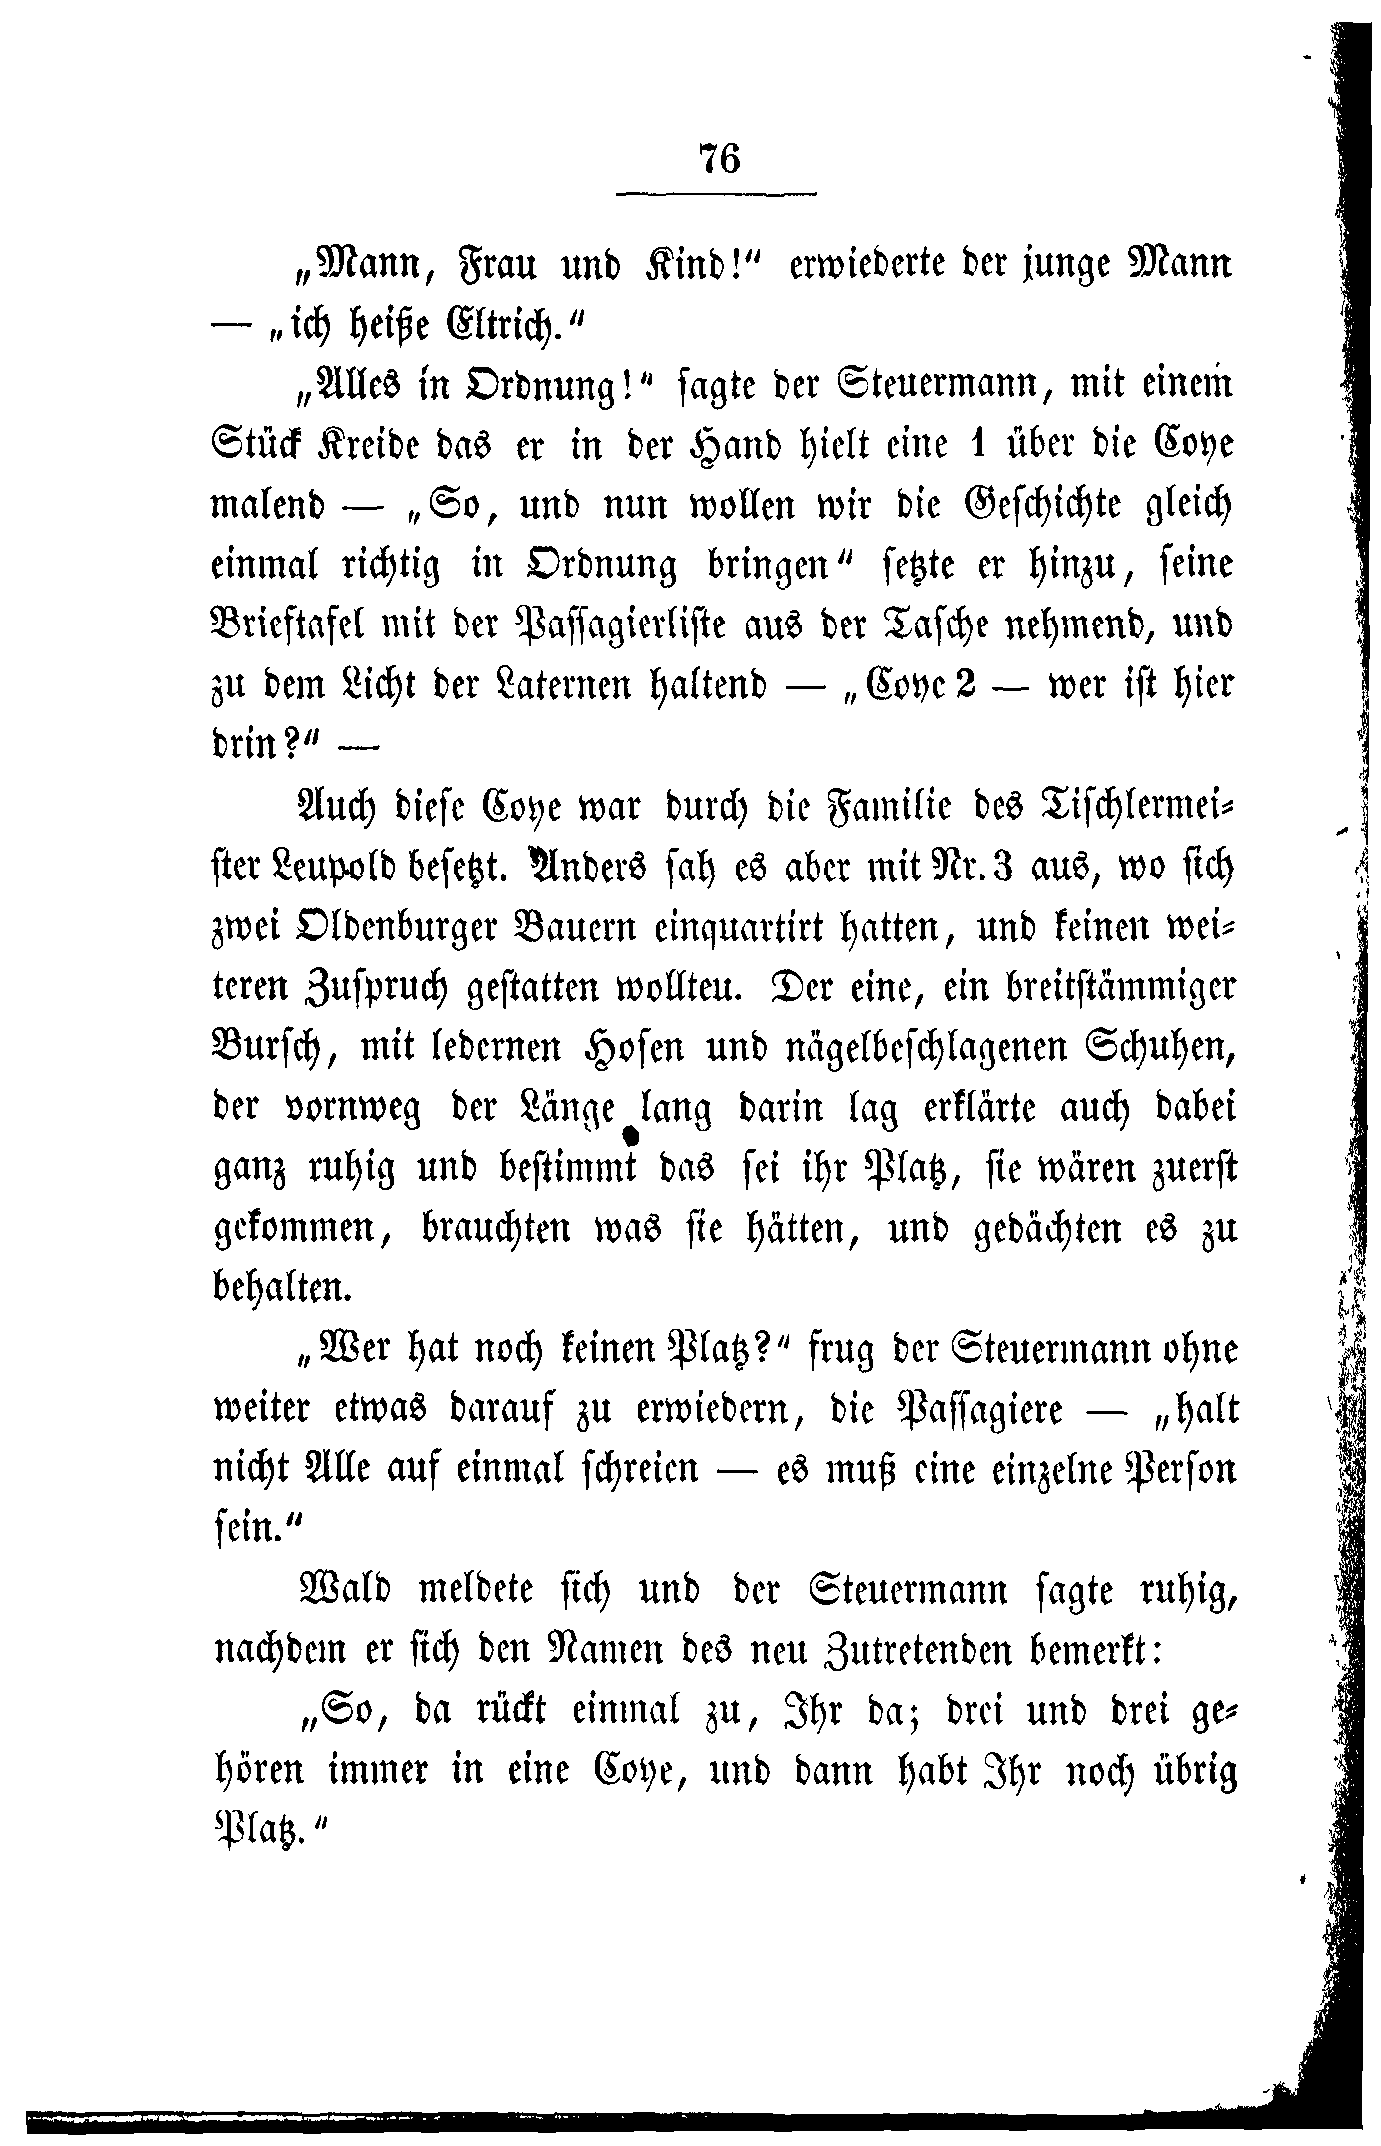 76
„Mann, Frau und Kind!“ erwiederte der junge Mann
— „ich heiße Eltrich.“
„Alles in Ordnung!“ sagte der Steuermann, mit einem
Stück Kreide das er in der Hand hielt eine 1 über die Coye
malend — „So, und nun wollen wir die Geschichte gleich
einmal richtig in Ordnung bringen“ setzte er hinzu, seine
Brieftafel mit der Passagierliste aus der Tasche nehmend, und
zu dem Licht der Laternen haltend — „Coye 2 — wer ist hier
drin?“ —
Auch diese Coye war durch die Familie des Tischlermei-
ster Leupold besetzt. Anders sah es aber mit Nr. 3 aus, wo sich
zwei Oldenburger Bauern einquartirt hatten, und keinen wei-
teren Zuspruch gestatten wollteu. Der eine, ein breitstämmiger
Bursch, mit ledernen Hosen und nägelbeschlagenen Schuhen,
der vornweg der Länge lang darin lag erklärte auch dabei
ganz ruhig und bestimmt das sei ihr Platz, sie wären zuerst
gekommen, brauchten was sie hätten, und gedächten es zu
behalten.
„Wer hat noch keinen Platz?“ frug der Steuermann ohne
weiter etwas darauf zu erwiedern, die Passagiere — „halt
nicht Alle auf einmal schreien — es muß eine einzelne Person
sein.“
Wald meldete sich und der Steuermann sagte ruhig,
nachdem er sich den Namen des neu Zutretenden bemerkt:
„So, da rückt einmal zu, Ihr da; drei und drei ge-
hören immer in eine Coye, und dann habt Ihr noch übrig
Platz.“